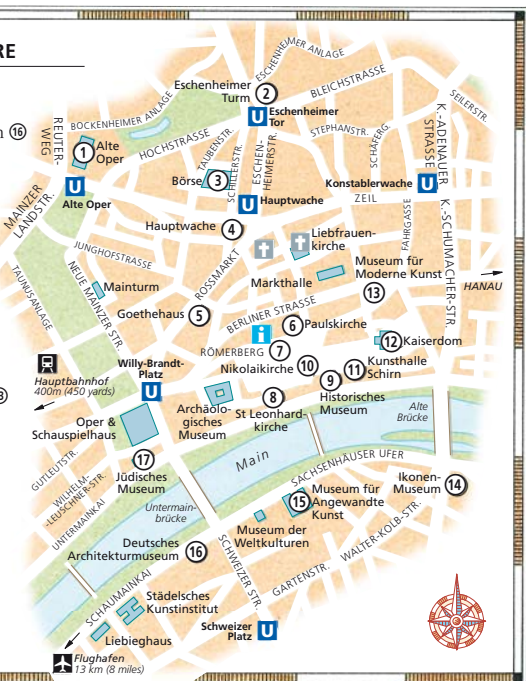 RE
ESCHENHEIMER ANLAGE
Eschenheimer
Turm
2
BLEICHSTRASSE
SEILERSTR.
BOCKENHEIMER ANLAGE
U
Eschenheimer
Tor
16
REUTER-
WEG
1
Alte
Oper
HOCHSTRASSE
TAUBENSTR.
SCHILLERSTR.
ESCHEN-
HEIMERSTR.
STEPHANSTR.
SCHÄFERG.
K.-ADENAUER
STRASSE
Börse
3
U
Alte Oper
U
Hauptwache
Konstablerwache
U
ZEIL
MAINZER
LANDSTR.
Hauptwache
4
Liebfrauen-
kirche
FAHRGASSE
K.-SCHUMACHER-STR.
JUNGHOFSTRASSE
ROSSMARKT
Markthalle
Museum für
Moderne Kunst
13
HANAU
TAUNUSANLAGE
NEUE MAINZER STR.
Mainturm
Goethehaus
5
BERLINER STRASSE
6
Paulskirche
i
RÖMERBERG
7
12
Kaiserdom
Nikolaikirche
10
11
Kunsthalle
Schirn
Hauptbahnhof
400m (450 yards)
Willy-Brandt-
Platz
U
9
Historisches
Museum
8
St Leonhard-
kirche
Archäolo-
gisches
Museum
Alte
Brücke
Oper &
Schauspielhaus
GUTLEUTSTR.
17
Jüdisches
Museum
Main
SACHSENHÄUSER UFER
Ikonen-
Museum
14
WILHELM-
-LEUSCHNER-STR.
UNTERMAINKAI
Untermain-
brücke
15
Museum für
Angewandte
Kunst
Museum der
Weltkulturen
Deutsches
Architekturmuseum
16
SCHWEIZER STR.
GARTENSTR.
WALTER-KOLB-STR.
SCHAUMAINKAI
Städelsches
Kunstinstitut
Liebieghaus
Schweizer
Platz
U
Flughafen
13 km (8 miles)